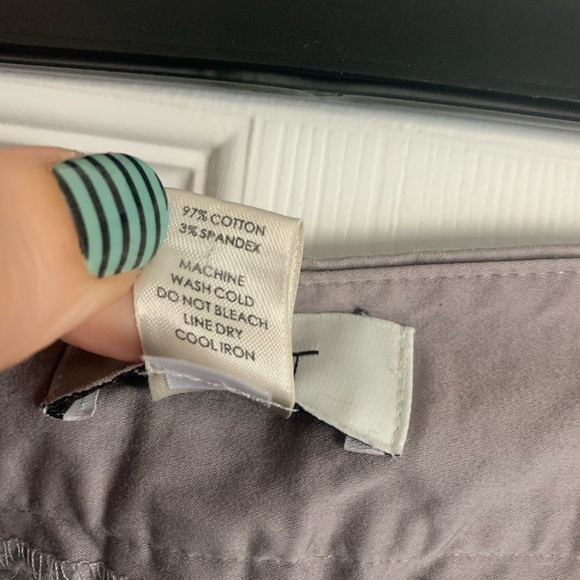 97% COTTON
3% SPANDEX
MACHINE
WASH COLD
DO NOT BLEACH
LINE DRY
COOL IRON